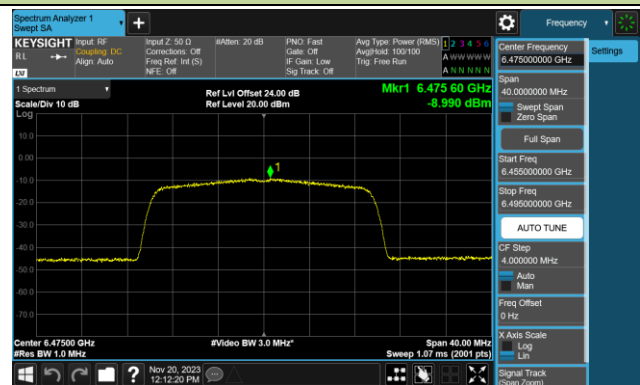 Spectrum Analyzer 1
Swept SA
Frequency
KEYSIGHT
RL
LXI
Input: RF
Coupling: DC
Align: Auto
Input Z: 50 Ω
Corrections: Off
Freq Ref: Int (S)
NFE: Off
#Atten: 20 dB
PNO: Fast
Gate: Off
IF Gain: Low
Sig Track: Off
Avg Type: Power (RMS)
Avg|Hold: 100/100
Trig: Free Run
1 2 3 4 5 6
A W W W W W
A N N N N N
1 Spectrum
Scale/Div 10 dB
Log
Ref Lvl Offset 24.00 dB
Ref Level 20.00 dBm
Mkr1 6.475 60 GHz
-8.990 dBm
10.0
0.00
-10.0
-20.0
-30.0
-40.0
-50.0
-60.0
-70.0
1
Center 6.47500 GHz
#Res BW 1.0 MHz
#Video BW 3.0 MHz*
Span 40.00 MHz
Sweep 1.07 ms (2001 pts)
Nov 20, 2023
12:12:20 PM
Center Frequency
6.475000000 GHz
Settings
Span
40.0000000 MHz
Swept Span
Zero Span
Full Span
Start Freq
6.455000000 GHz
Stop Freq
6.495000000 GHz
AUTO TUNE
CF Step
4.000000 MHz
Auto
Man
Freq Offset
0 Hz
X Axis Scale
Log
Lin
Signal Track
(Span Zoom)